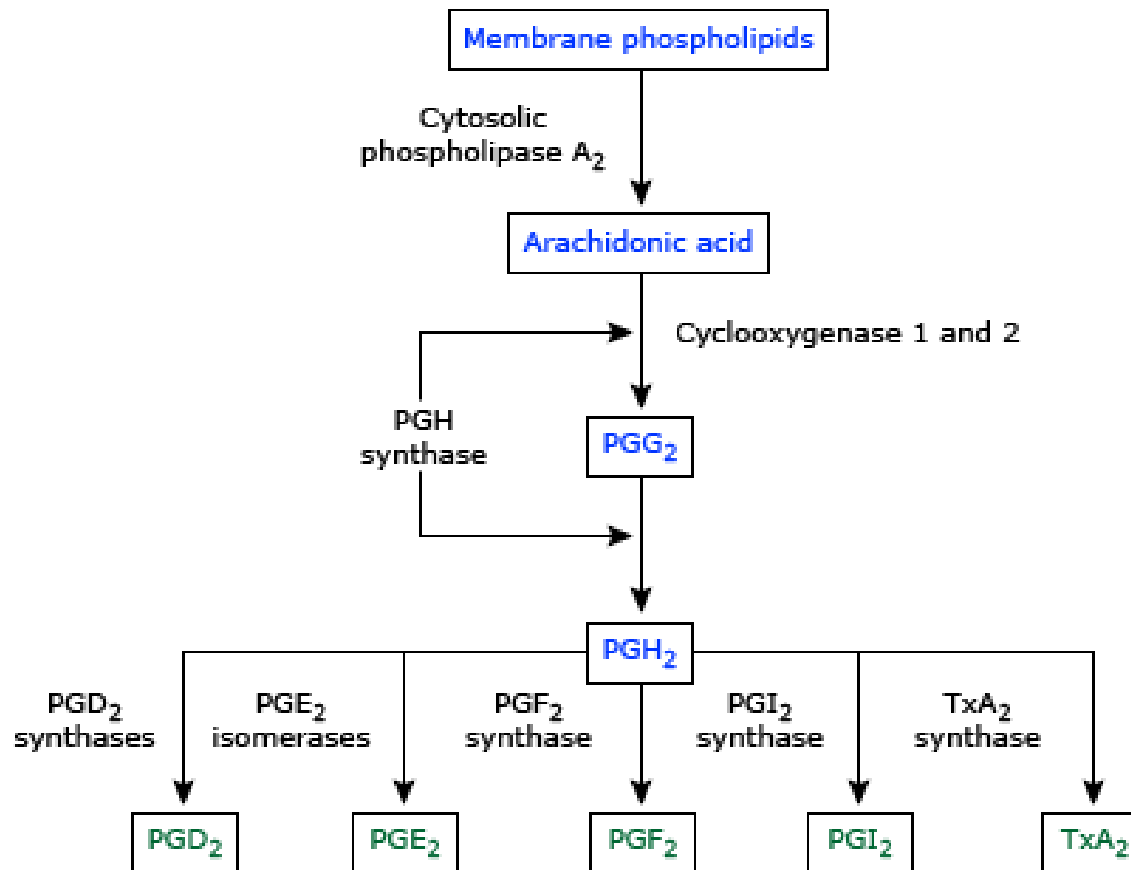 Membrane phospholipids
Cytosolic
phospholipase A₂
Arachidonic acid
Cyclooxygenase 1 and 2
PGH
synthase
PGG₂
PGH₂
PGD₂
synthases
PGE₂
isomerases
PGF₂
synthase
PGI₂
synthase
TxA₂
synthase
PGD₂
PGE₂
PGF₂
PGI₂
TxA₂